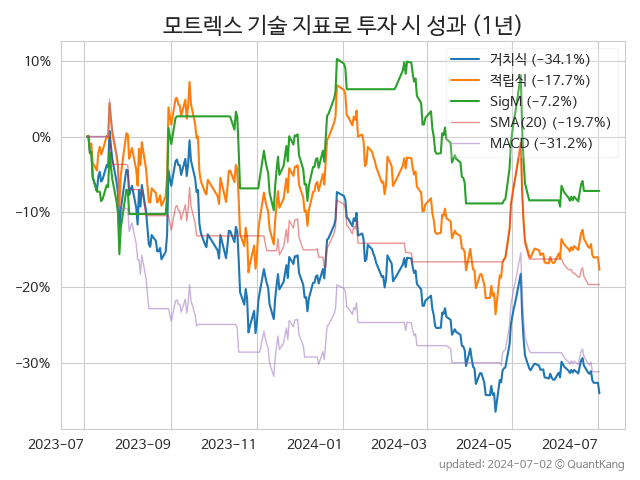 모트렉스 기술 지표로 투자 시 성과 (1년)
거치식 (−34.1%)
적립식 (−17.7%)
SigM (−7.2%)
SMA(20) (−19.7%)
MACD (−31.2%)
10%
0%
−10%
−20%
−30%
2023-07 2023-09 2023-11 2024-01 2024-03 2024-05 2024-07
updated: 2024-07-02 © QuantKang